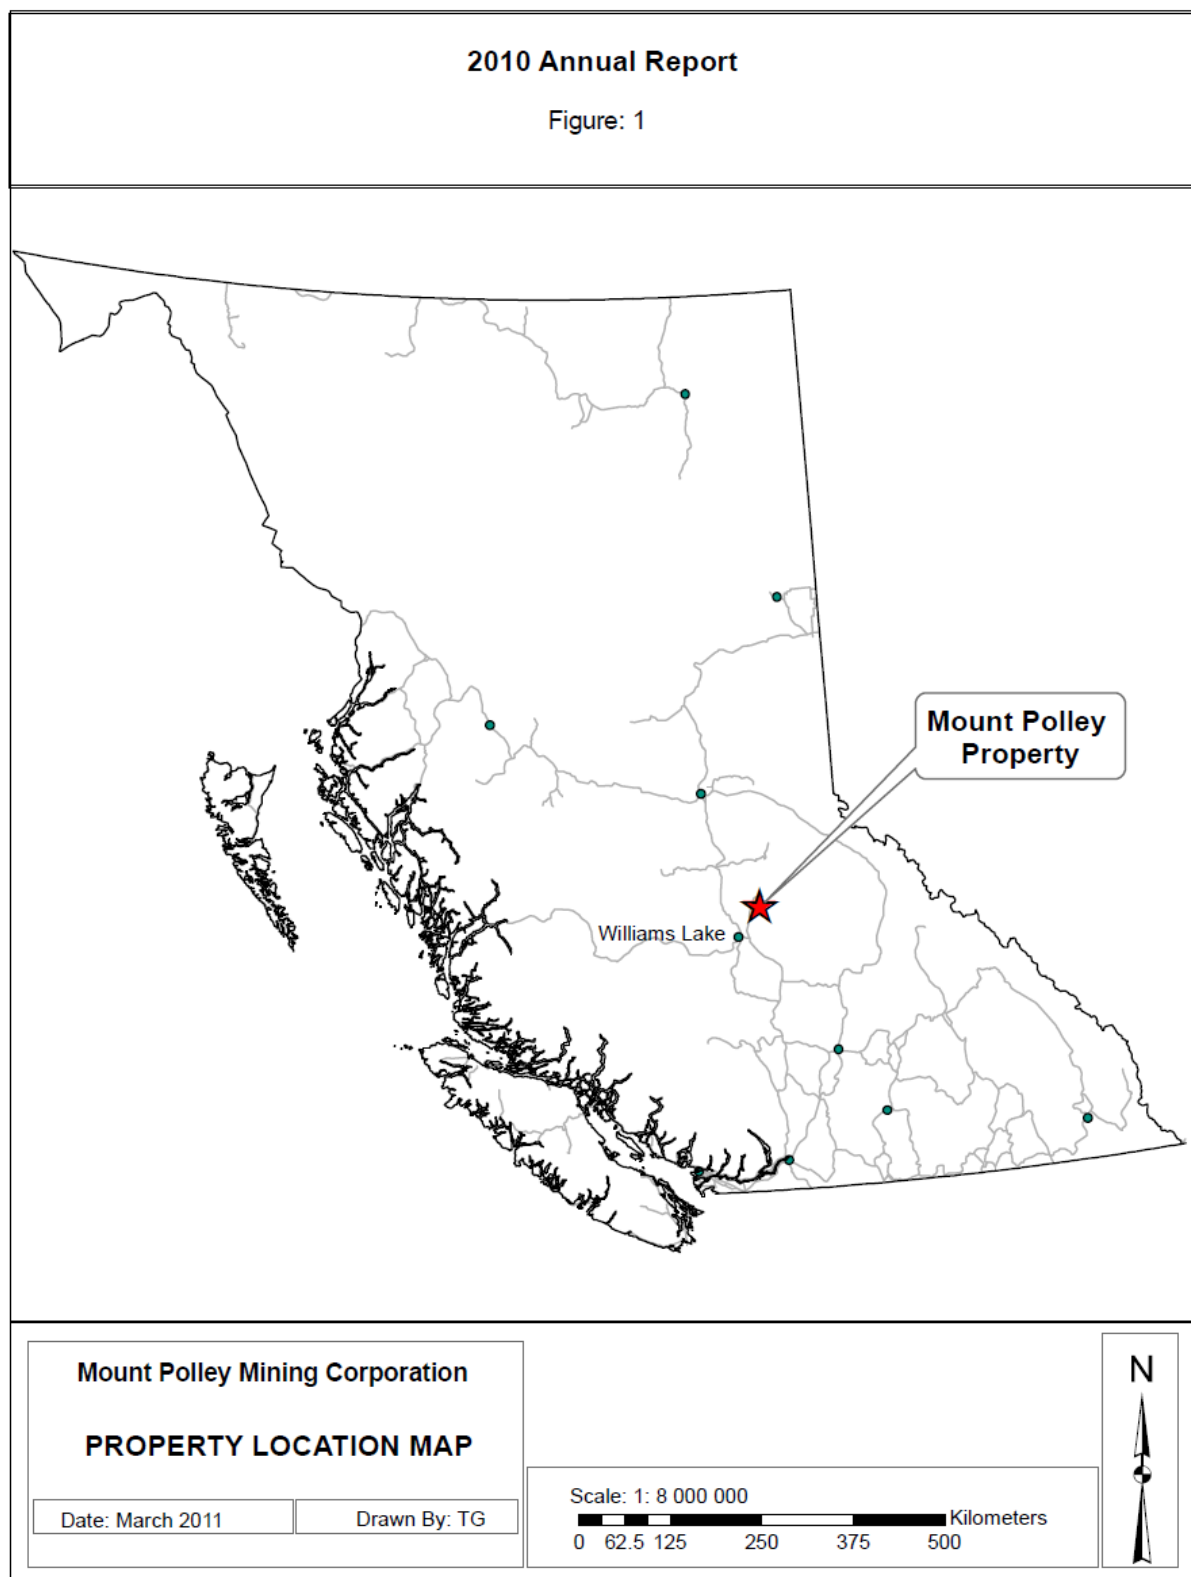 2010 Annual Report
Figure: 1
Mount Polley
Property
Williams Lake
Mount Polley Mining Corporation
PROPERTY LOCATION MAP
Date: March 2011
Drawn By: TG
Scale: 1: 8 000 000
Kilometers
0 62.5 125 250 375 500
N